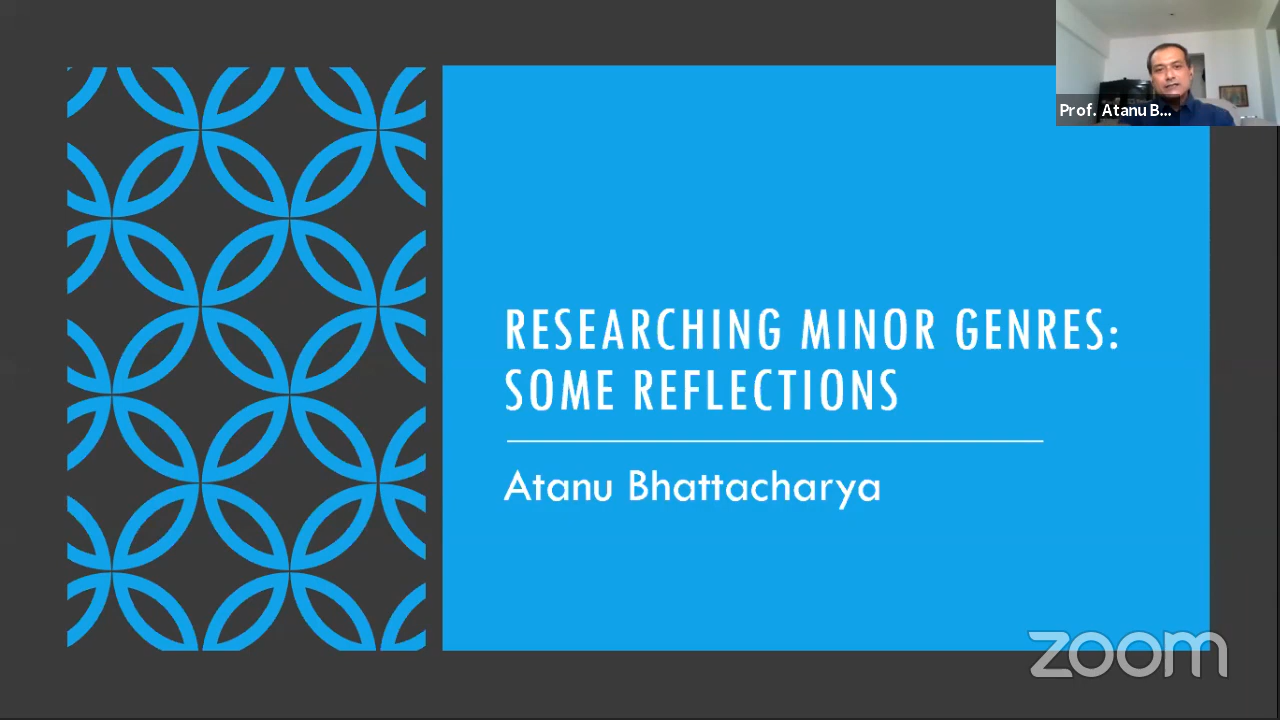 Prof. Atanu B...
RESEARCHING MINOR GENRES:
SOME REFLECTIONS
Atanu Bhattacharya
zoom